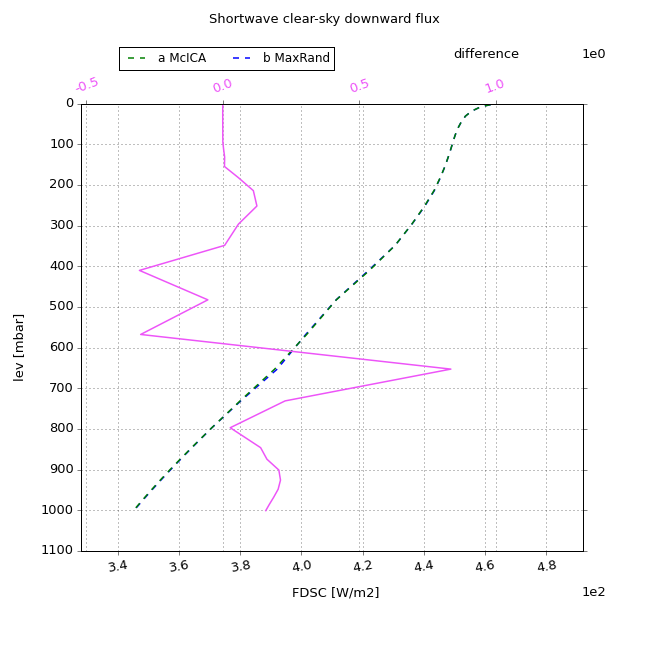 Shortwave clear-sky downward flux
a McICA b MaxRand difference 1e0
-0.5 0.0 0.5 1.0
0
100
200
300
400
500
600
700
800
900
1000
1100
lev [mbar]
3.4 3.6 3.8 4.0 4.2 4.4 4.6 4.8
FDSC [W/m2] 1e2